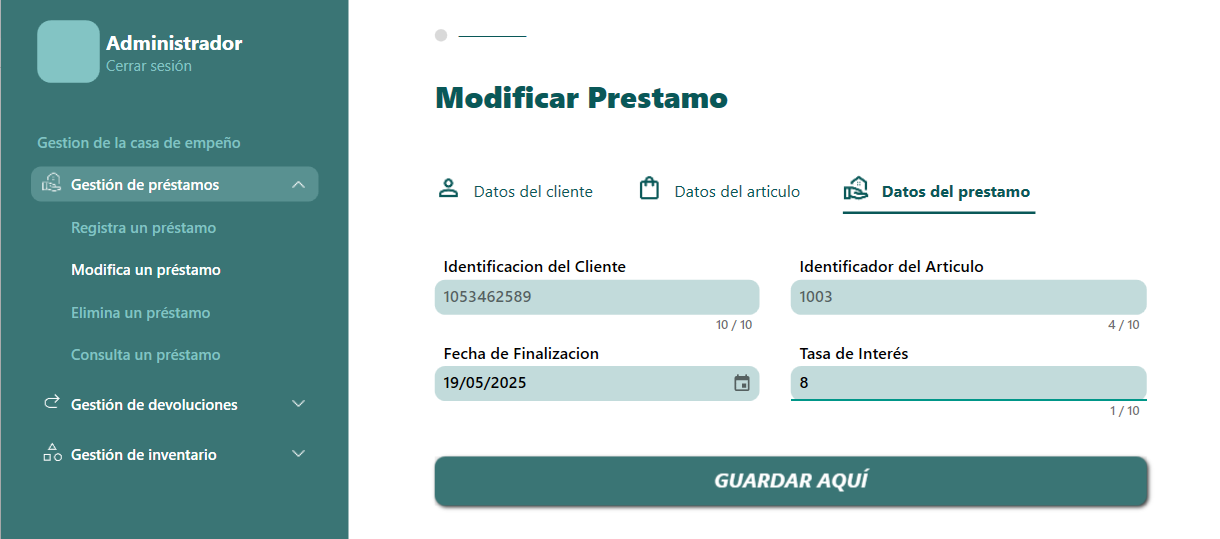 Administrador
Cerrar sesión
Gestion de la casa de empeño
Gestión de préstamos
Registra un préstamo
Modifica un préstamo
Elimina un préstamo
Consulta un préstamo
Gestión de devoluciones
Gestión de inventario
Modificar Prestamo
Datos del cliente
Datos del articulo
Datos del prestamo
Identificacion del Cliente
1053462589
10 / 10
Identificador del Articulo
1003
4 / 10
Fecha de Finalizacion
19/05/2025
Tasa de Interés
8
1 / 10
GUARDAR AQUÍ